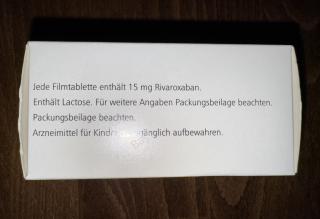 Jede Filmtablette enthält 15 mg Rivaroxaban.
Enthält Lactose. Für weitere Angaben Packungsbeilage beachten.
Packungsbeilage beachten.
Arzneimittel für aufbewahren.